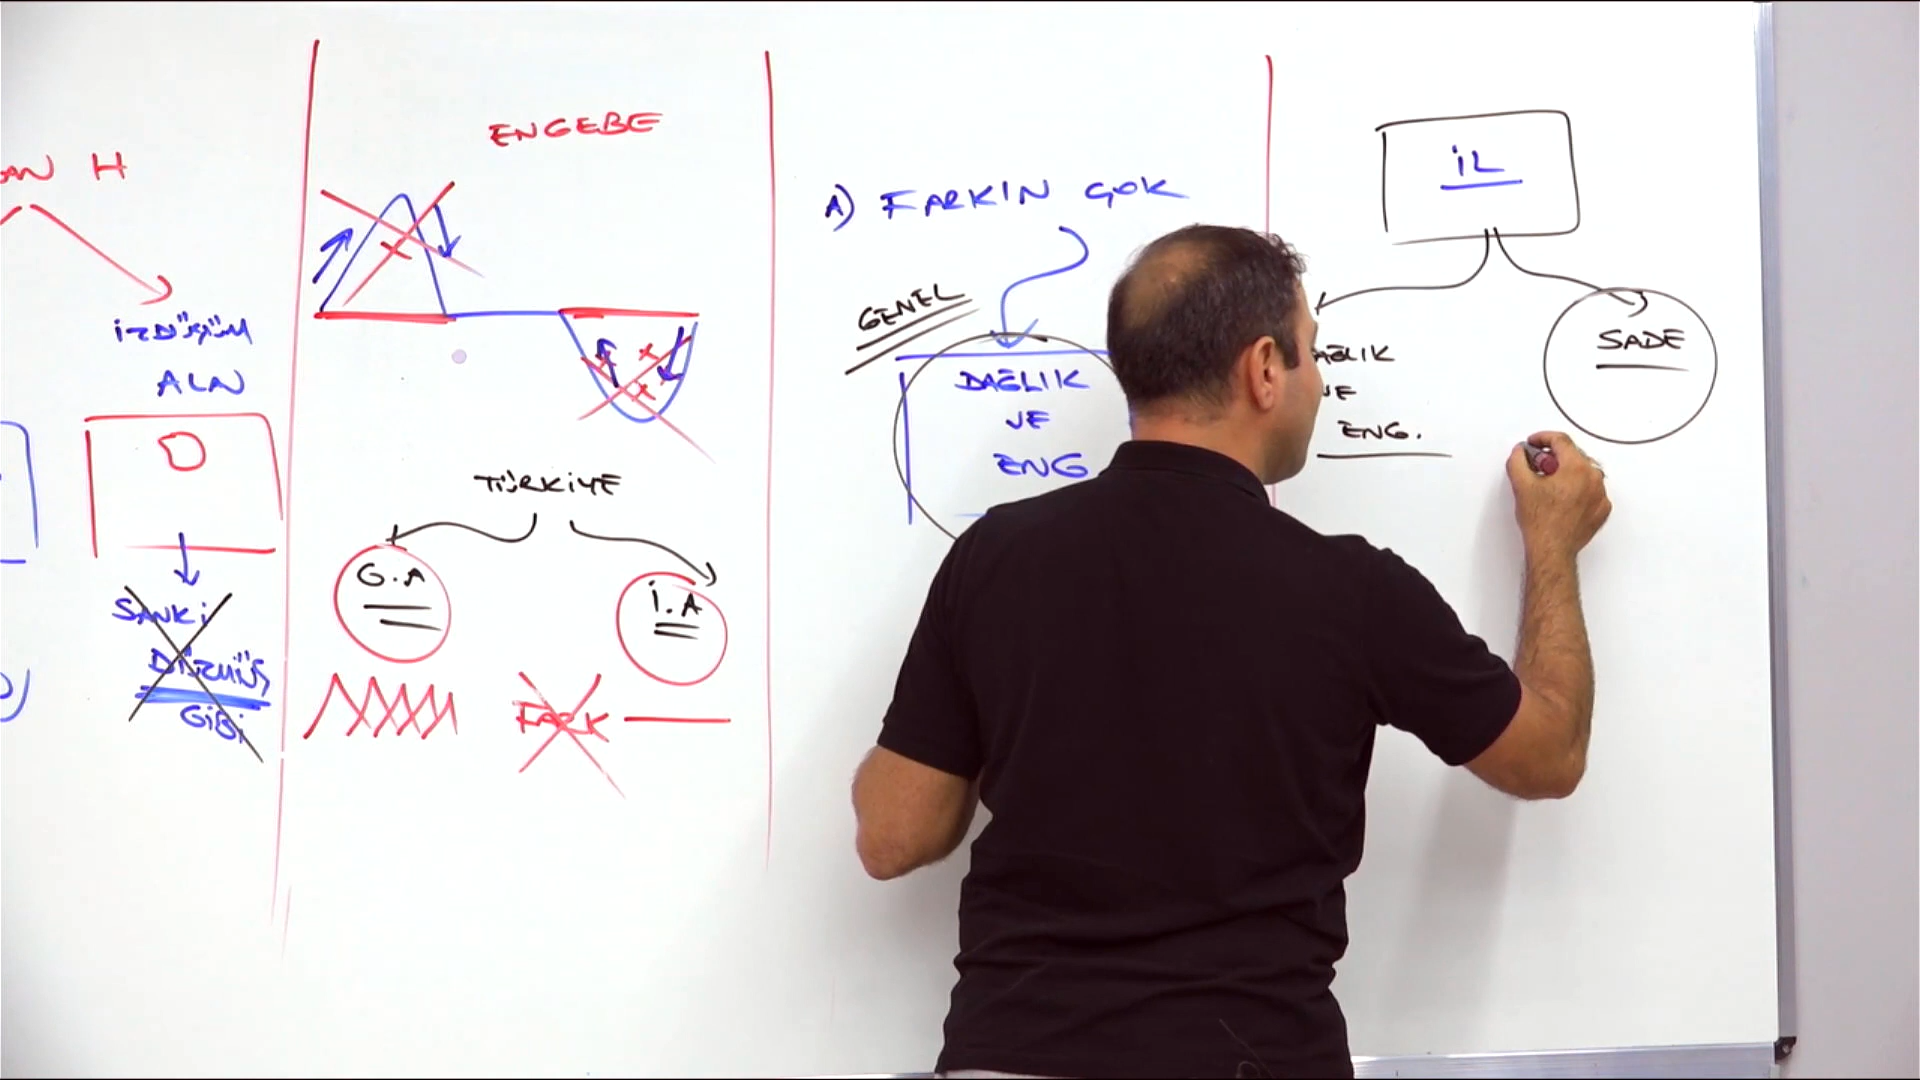 H
İZDÜŞÜM
ALN
SANKİ
DÜZMÜŞ
GİBİ
ENGEBE
TÜRKİYE
G.A
İ.A
FARK
A) FARKIN ÇOK
GENEL
DAĞLIK
VE
ENG
İL
SADE
VE
ENG.